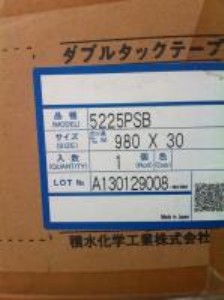 ダブルタックテープ
品種 (MODEL) 5225PSB
サイズ (SIZE) 980 X 30
入数 (QUANTITY) 1 個
LOT No. A130129008
Made in Japan
積水化学工業株式会社